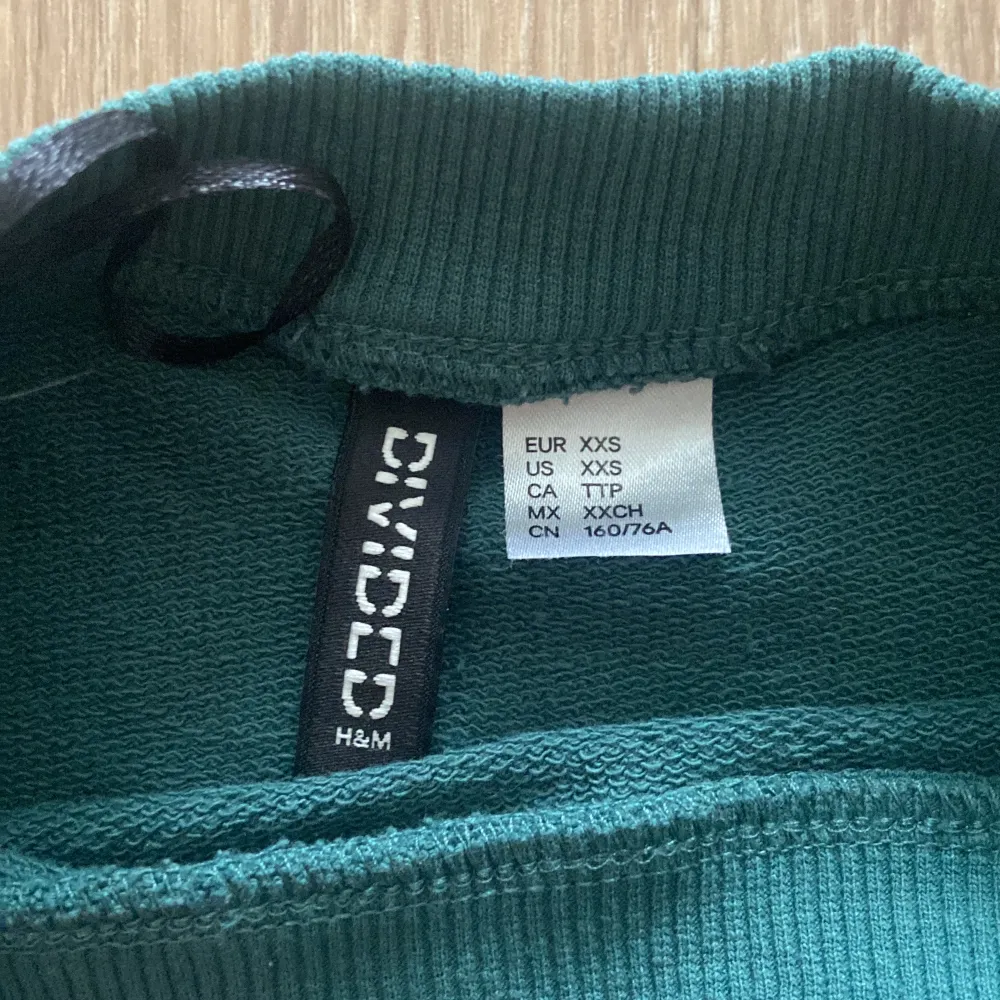 DIVIDED
H&M
EUR XXS
US XXS
CA TTP
MX XXCH
CN 160/76A